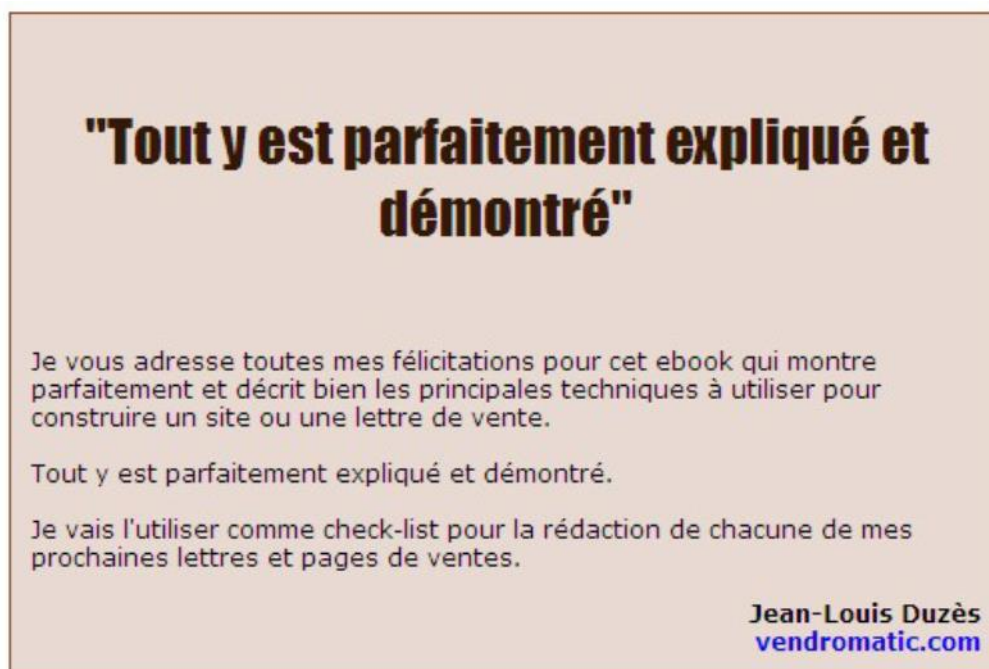 "Tout y est parfaitement expliqué et
démontré"
Je vous adresse toutes mes félicitations pour cet ebook qui montre
parfaitement et décrit bien les principales techniques à utiliser pour
construire un site ou une lettre de vente.
Tout y est parfaitement expliqué et démontré.
Je vais l'utiliser comme check-list pour la rédaction de chacune de mes
prochaines lettres et pages de ventes.
Jean-Louis Duzès
vendromatic.com